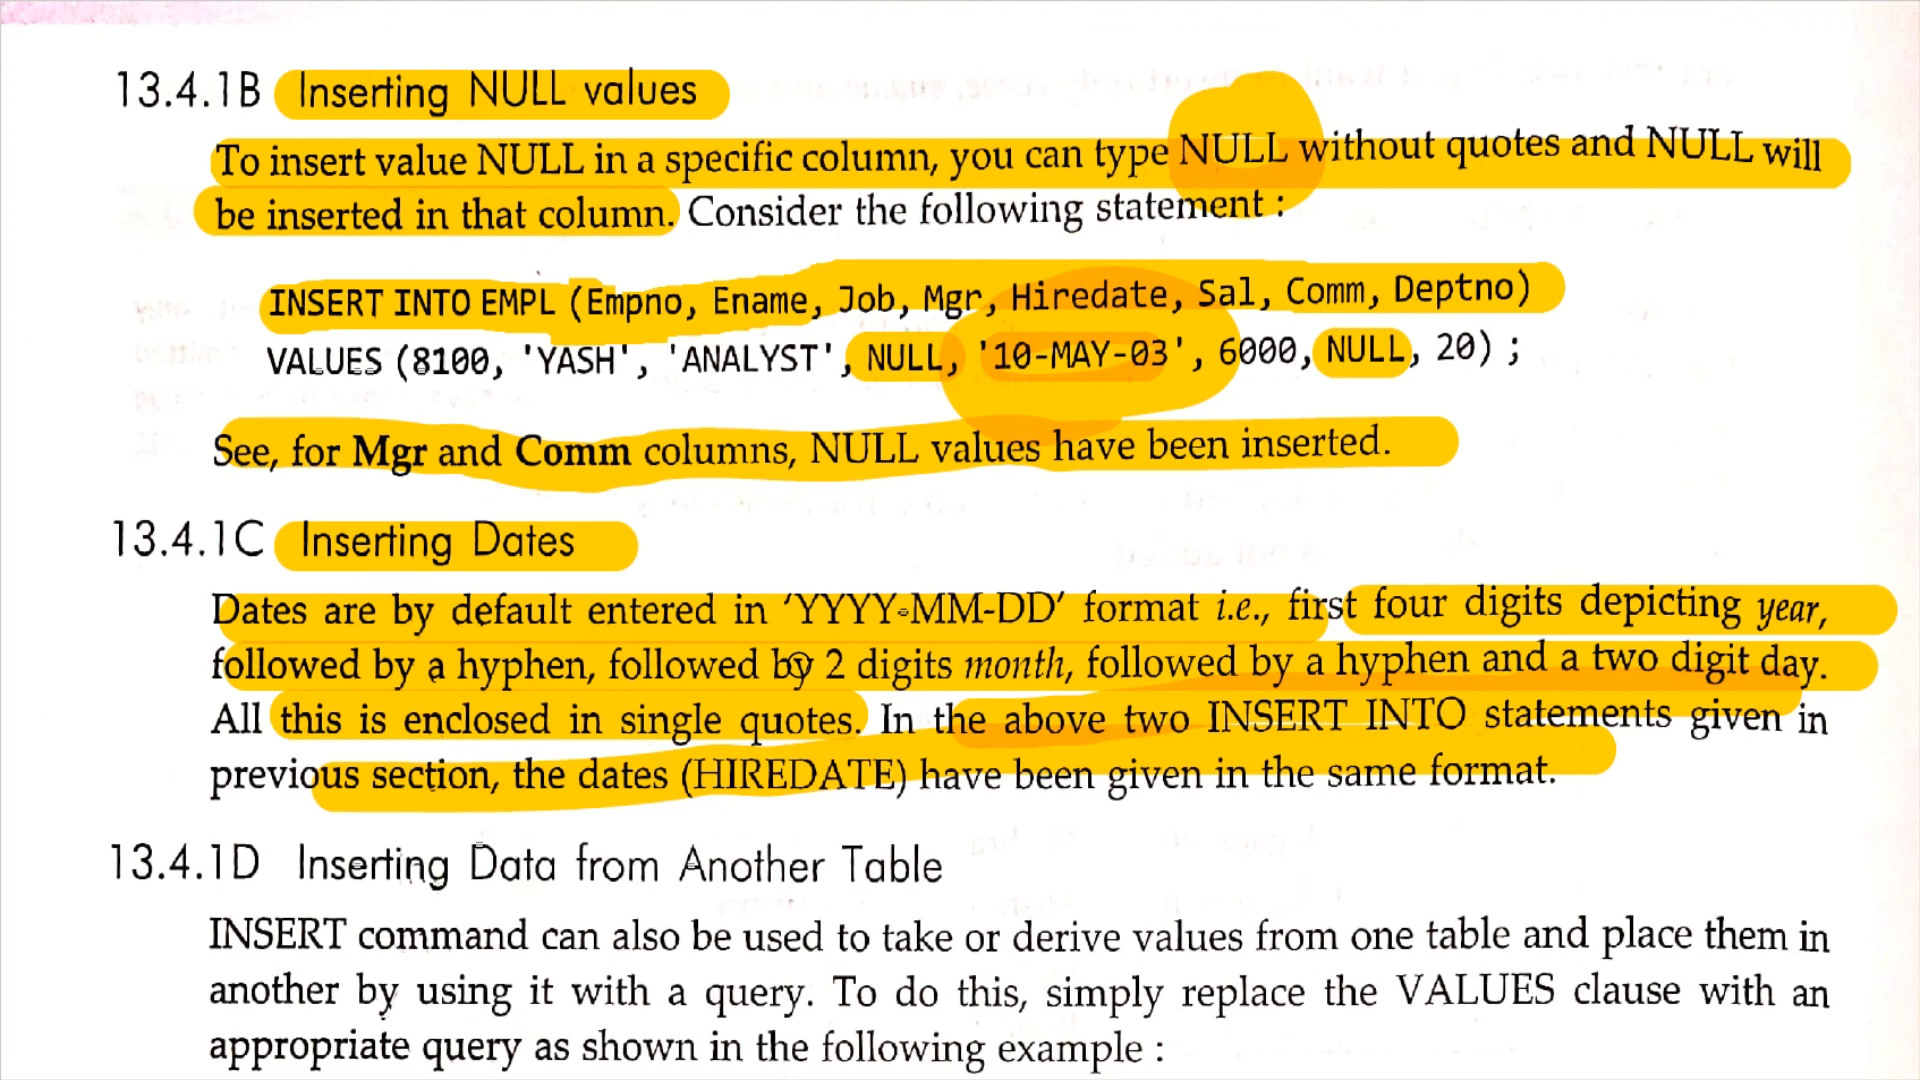 13.4.1B Inserting NULL values
To insert value NULL in a specific column, you can type NULL without quotes and NULL will
be inserted in that column. Consider the following statement :
INSERT INTO EMPL (Empno, Ename, Job, Mgr, Hiredate, Sal, Comm, Deptno)
VALUES (8100, 'YASH', 'ANALYST', NULL, '10-MAY-03', 6000, NULL, 20) ;
See, for Mgr and Comm columns, NULL values have been inserted.
13.4.1C Inserting Dates
Dates are by default entered in 'YYYY-MM-DD' format i.e., first four digits depicting year,
followed by a hyphen, followed by 2 digits month, followed by a hyphen and a two digit day.
All this is enclosed in single quotes. In the above two INSERT INTO statements given in
previous section, the dates (HIREDATE) have been given in the same format.
13.4.1D Inserting Data from Another Table
INSERT command can also be used to take or derive values from one table and place them in
another by using it with a query. To do this, simply replace the VALUES clause with an
appropriate query as shown in the following example :